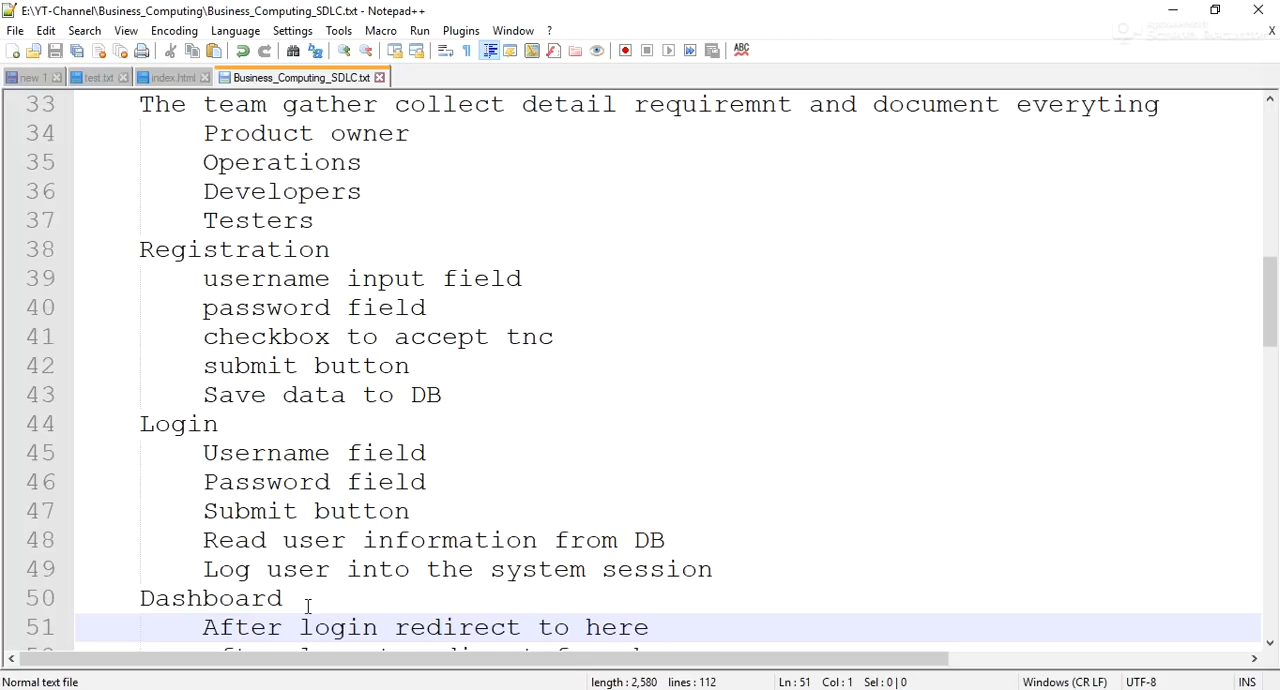 E:\YT-Channel\Business_Computing\Business_Computing_SDLC.txt - Notepad++
File Edit Search View Encoding Language Settings Tools Macro Run Plugins Window ? X
new 1 test.txt index.html Business_Computing_SDLC.txt
33 The team gather collect detail requiremnt and document everyting
34 Product owner
35 Operations
36 Developers
37 Testers
38 Registration
39 username input field
40 password field
41 checkbox to accept tnc
42 submit button
43 Save data to DB
44 Login
45 Username field
46 Password field
47 Submit button
48 Read user information from DB
49 Log user into the system session
50 Dashboard
51 After login redirect to here
Normal text file length : 2,580 lines : 112 Ln : 51 Col : 1 Sel : 0 | 0 Windows (CR LF) UTF-8 INS